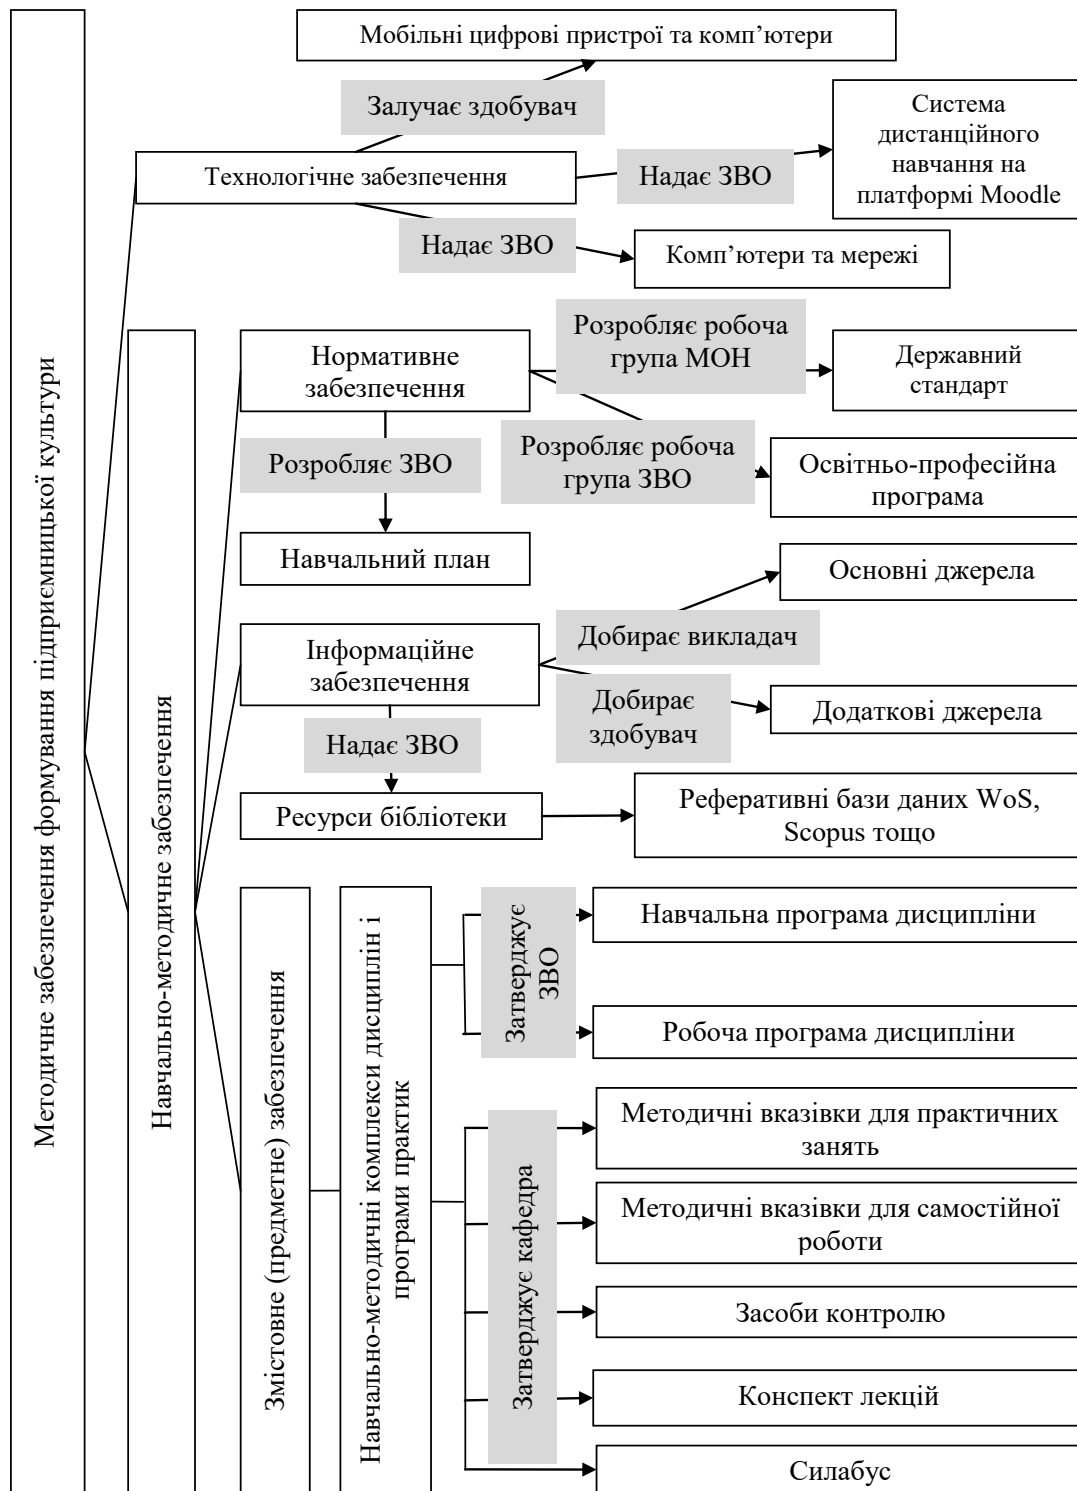 Методичне забезпечення формування підприємницької культури
Мобільні цифрові пристрої та комп’ютери
Залучає здобувач
Технологічне забезпечення
Надає ЗВО
Система
дистанційного
навчання на
платформі Moodle
Надає ЗВО
Комп’ютери та мережі
Навчально-методичне забезпечення
Нормативне
забезпечення
Розробляє робоча
група МОН
Державний
стандарт
Розробляє ЗВО
Розробляє робоча
група ЗВО
Освітньо-професійна
програма
Навчальний план
Основні джерела
Добирає викладач
Інформаційне
забезпечення
Добирає
здобувач
Додаткові джерела
Надає ЗВО
Ресурси бібліотеки
Реферативні бази даних WoS,
Scopus тощо
Змістовне (предметне) забезпечення
Навчально-методичні комплекси дисциплін і
програми практик
Затверджує
ЗВО
Навчальна програма дисципліни
Робоча програма дисципліни
Затверджує кафедра
Методичні вказівки для практичних
занять
Методичні вказівки для самостійної
роботи
Засоби контролю
Конспект лекцій
Силабус